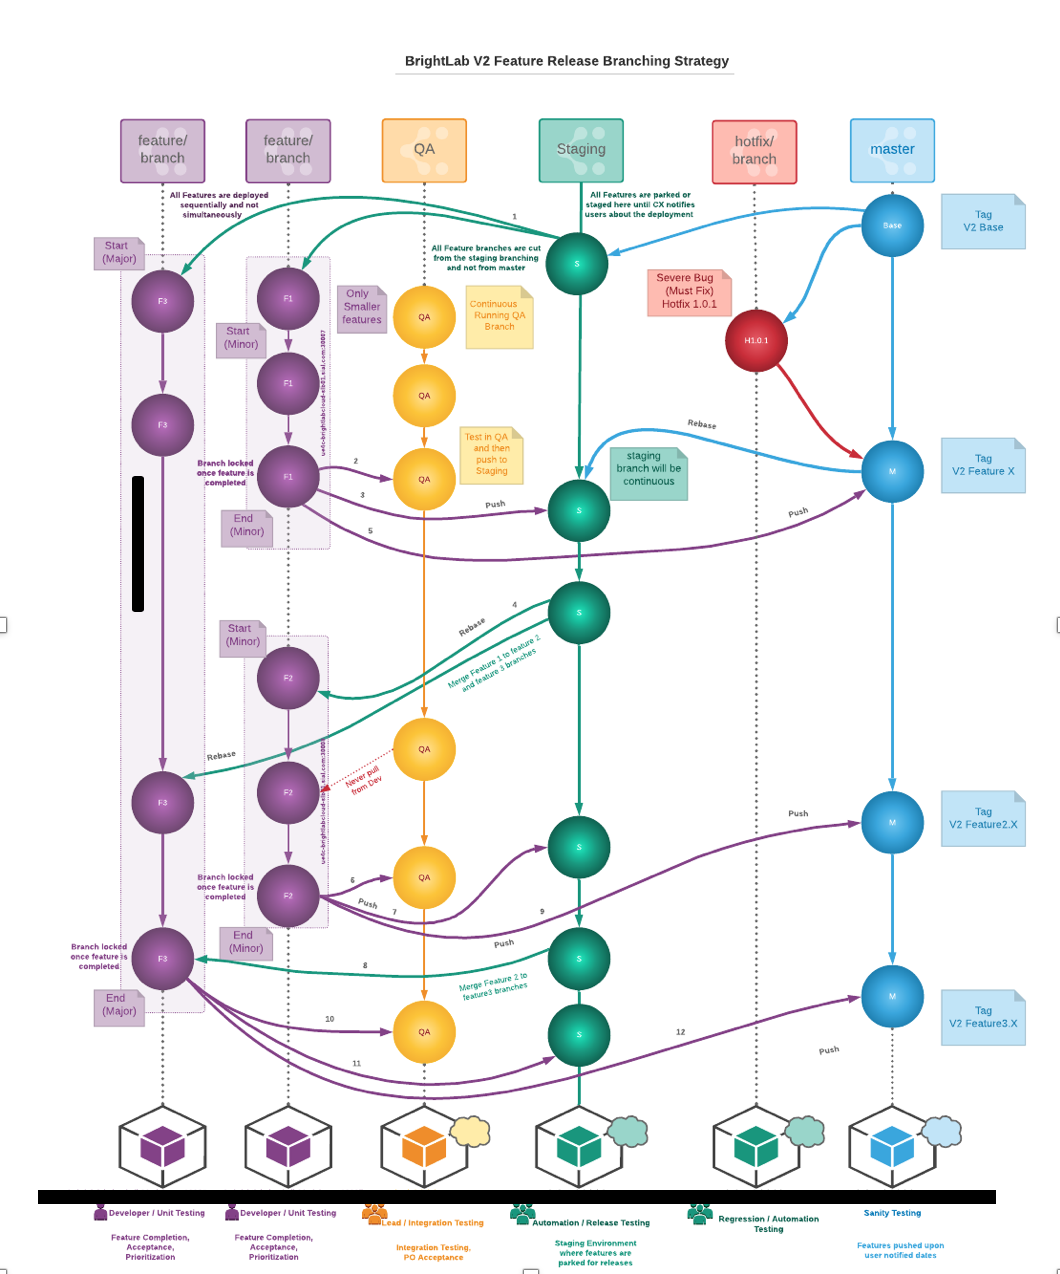 BrightLab V2 Feature Release Branching Strategy
feature/
branch
feature/
branch
QA
Staging
hotfix/
branch
master
All Features are deployed
sequentially and not
simultaneously
All Features are parked or
staged here until CX notifies
users about the deployment
1
Base
Tag
V2 Base
Start
(Major)
All Feature branches are cut
from the staging branching
and not from master
S
Severe Bug
(Must Fix)
Hotfix 1.0.1
F3
F1
Only
Smaller
features
QA
Continuous
Running QA
Branch
Start
(Minor)
H1.0.1
F1
QA
F3
Rebase
Test in QA
and then
push to
Staging
staging
branch will be
continuous
Branch locked
once feature is
completed
2
F1
QA
M
Tag
V2 Feature X
3
Push
S
Push
End
(Minor)
5
4
S
Rebase
Start
(Minor)
Merge Feature 1 to feature 2
and feature 3 branches
F2
Rebase
QA
Never pull
from Dev
F2
F3
Push
M
Tag
V2 Feature2.X
S
Branch locked
once feature is
completed
6
QA
F2
Push
7
9
End
(Minor)
Push
Branch locked
once feature is
completed
F3
8
S
Merge Feature 2 to
feature3 branches
M
End
(Major)
Tag
V2 Feature3.X
10
QA
S
12
11
Push
Developer / Unit Testing
Developer / Unit Testing
Lead / Integration Testing
Automation / Release Testing
Regression / Automation
Testing
Sanity Testing
Feature Completion,
Acceptance,
Prioritization
Feature Completion,
Acceptance,
Prioritization
Integration Testing,
PO Acceptance
Staging Environment
where features are
parked for releases
Features pushed upon
user notified dates